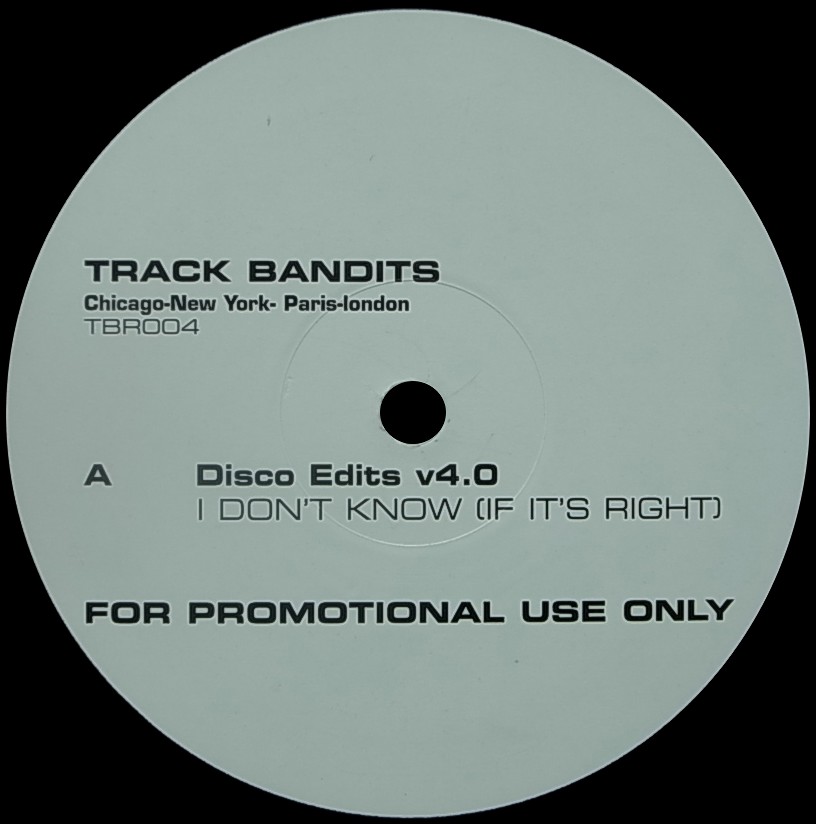 TRACK BANDITS
Chicago-New York- Paris-london
TBR004
A Disco Edits v4.0
I DON'T KNOW (IF IT'S RIGHT)
FOR PROMOTIONAL USE ONLY